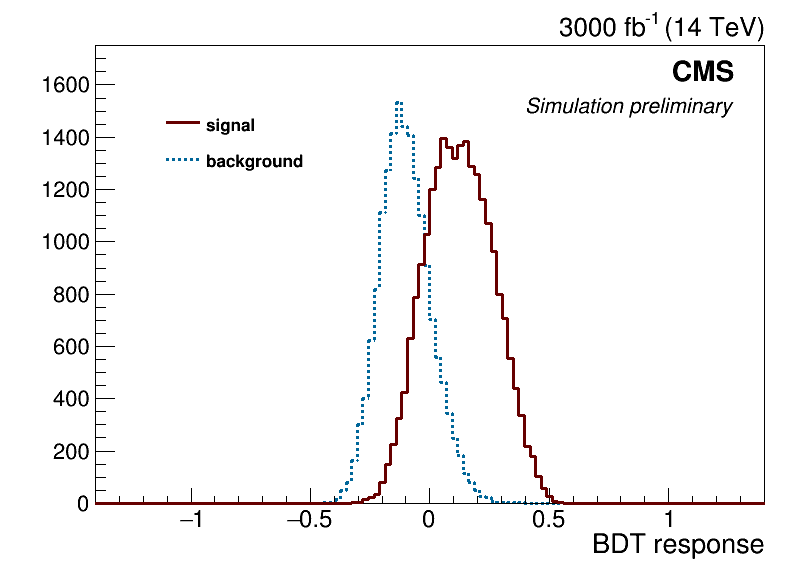 3000 fb⁻¹ (14 TeV)
CMS
Simulation preliminary
signal
background
1600
1400
1200
1000
800
600
400
200
0
−1
−0.5
0
0.5
1
BDT response